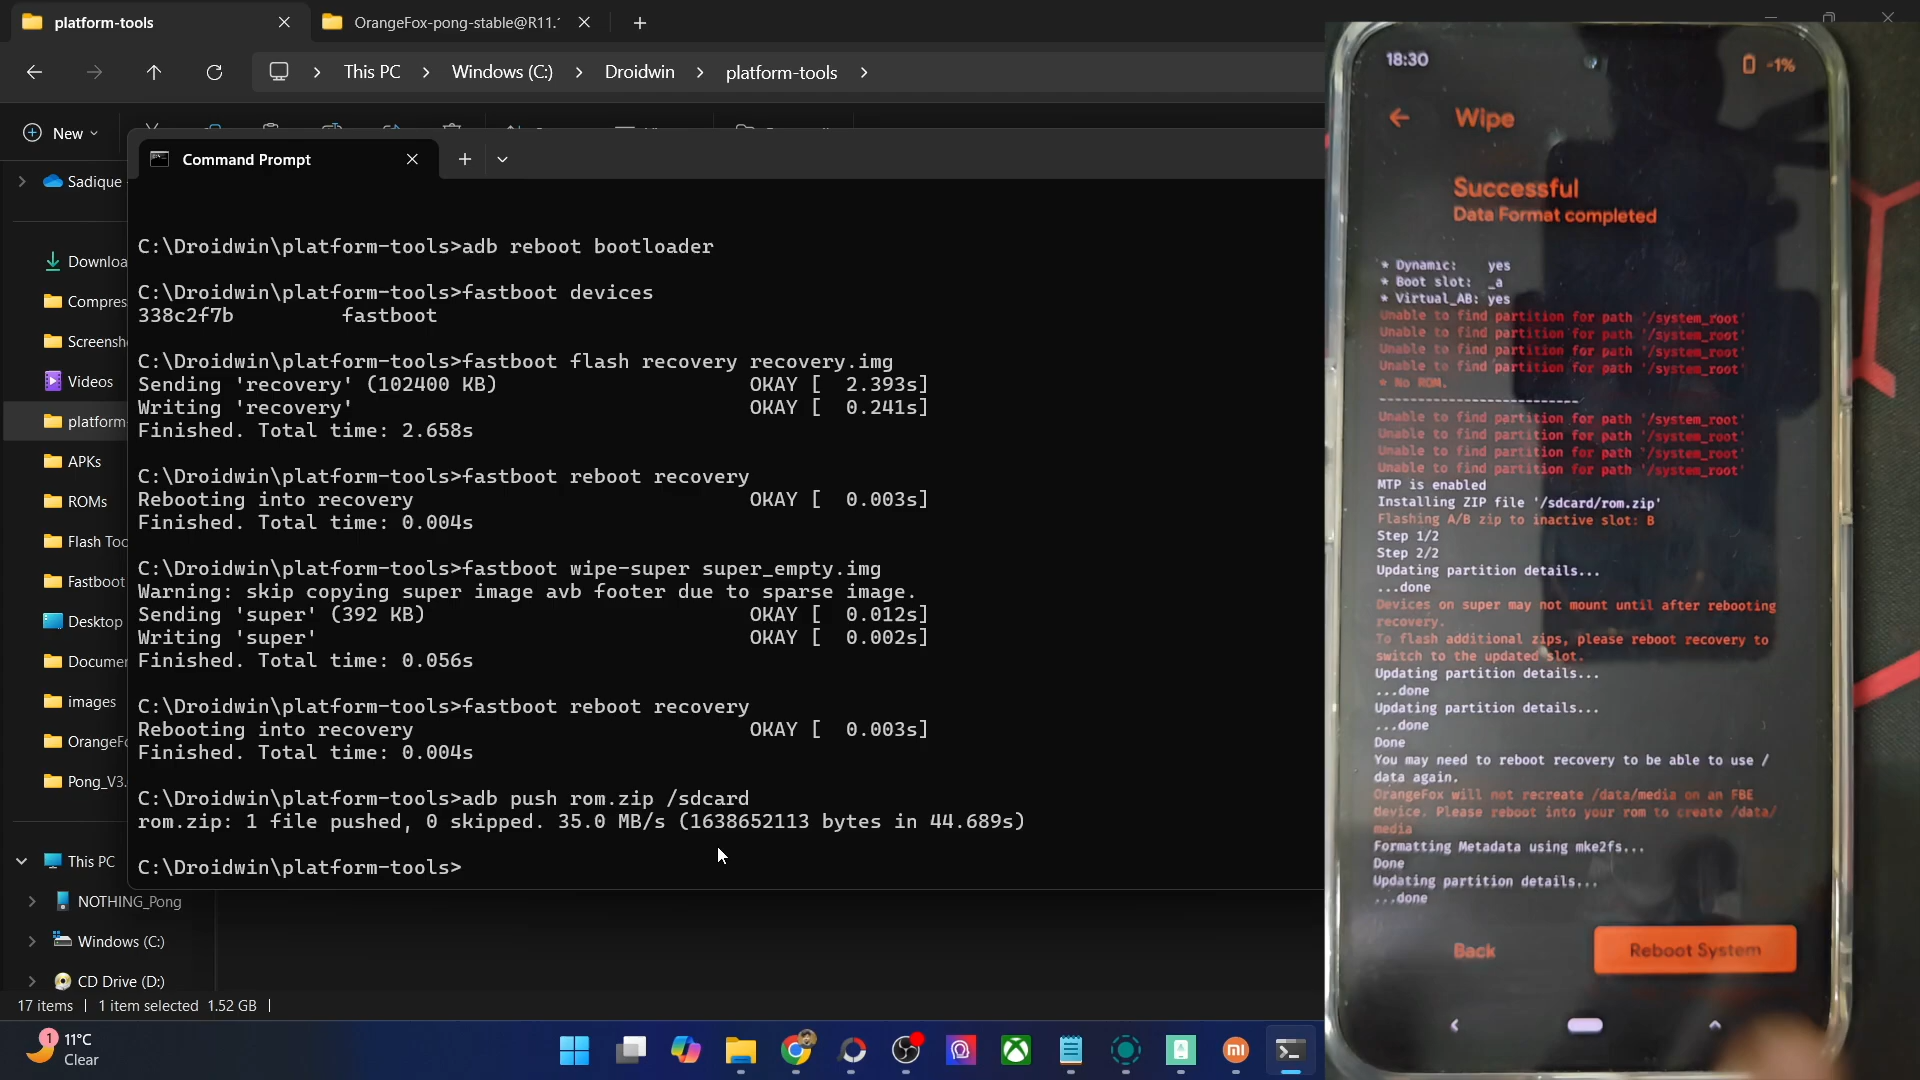 platform-tools
OrangeFox-pong-stable@R11.
This PC > Windows (C:) > Droidwin > platform-tools >
New
Command Prompt
Sadique
Downloa
Compres
Screensh
Videos
platform-
APKs
ROMs
Flash Too
Fastboot
Desktop
Documen
images
OrangeFo
Pong_V3.
This PC
NOTHING_Pong
Windows (C:)
CD Drive (D:)
17 items | 1 item selected 1.52 GB |
C:\Droidwin\platform-tools>adb reboot bootloader
C:\Droidwin\platform-tools>fastboot devices
338c2f7b fastboot
C:\Droidwin\platform-tools>fastboot flash recovery recovery.img
Sending 'recovery' (102400 KB) OKAY [ 2.393s]
Writing 'recovery' OKAY [ 0.241s]
Finished. Total time: 2.658s
C:\Droidwin\platform-tools>fastboot reboot recovery
Rebooting into recovery OKAY [ 0.003s]
Finished. Total time: 0.004s
C:\Droidwin\platform-tools>fastboot wipe-super super_empty.img
Warning: skip copying super image avb footer due to sparse image.
Sending 'super' (392 KB) OKAY [ 0.012s]
Writing 'super' OKAY [ 0.002s]
Finished. Total time: 0.056s
C:\Droidwin\platform-tools>fastboot reboot recovery
Rebooting into recovery OKAY [ 0.003s]
Finished. Total time: 0.004s
C:\Droidwin\platform-tools>adb push rom.zip /sdcard
rom.zip: 1 file pushed, 0 skipped. 35.0 MB/s (1638652113 bytes in 44.689s)
C:\Droidwin\platform-tools>
1
11°C
Clear
mi
18:30
-1%
Wipe
Successful
Data Format completed
* Dynamic: yes
* Boot slot: _a
* Virtual_AB: yes
Unable to find partition for path '/system_root'
Unable to find partition for path '/system_root'
Unable to find partition for path '/system_root'
Unable to find partition for path '/system_root'
* No ROM.
----------------------------
Unable to find partition for path '/system_root'
Unable to find partition for path '/system_root'
Unable to find partition for path '/system_root'
Unable to find partition for path '/system_root'
MTP is enabled
Installing ZIP file '/sdcard/rom.zip'
Flashing A/B zip to inactive slot: B
Step 1/2
Step 2/2
Updating partition details...
...done
Devices on super may not mount until after rebooting
recovery.
To flash additional zips, please reboot recovery to
switch to the updated slot.
Updating partition details...
...done
Updating partition details...
...done
Done
You may need to reboot recovery to be able to use /
data again.
OrangeFox will not recreate /data/media on an FBE
device. Please reboot into your rom to create /data/
media
Formatting Metadata using mke2fs...
Done
Updating partition details...
...done
Back
Reboot System